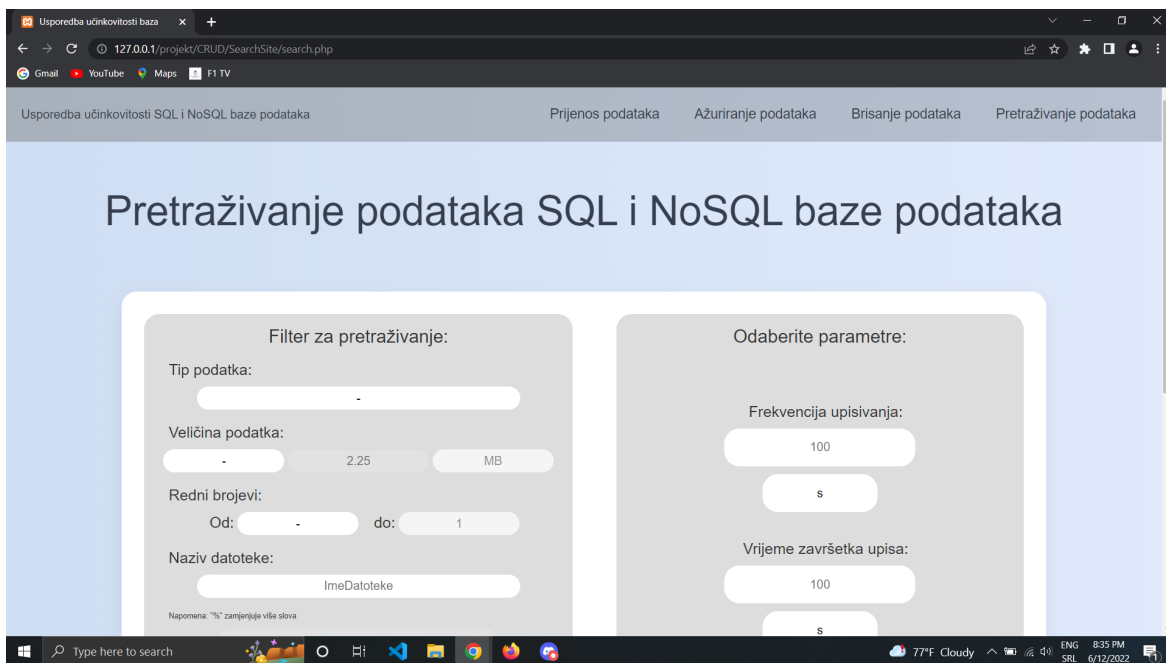 Usporedba učinkovitosti baza
127.0.0.1/projekt/CRUD/SearchSite/search.php
Gmail YouTube Maps F1 TV
Usporedba učinkovitosti SQL i NoSQL baze podataka Prijenos podataka Ažuriranje podataka Brisanje podataka Pretraživanje podataka
Pretraživanje podataka SQL i NoSQL baze podataka
Filter za pretraživanje:
Tip podatka:
-
Veličina podatka:
- 2.25 MB
Redni brojevi:
Od: - do: 1
Naziv datoteke:
ImeDatoteke
Napomena: "%" zamjenjuje više slova
Odaberite parametre:
Frekvencija upisivanja:
100
s
Vrijeme završetka upisa:
100
s
Type here to search
77°F Cloudy
ENG
SRL
8:35 PM
6/12/2022